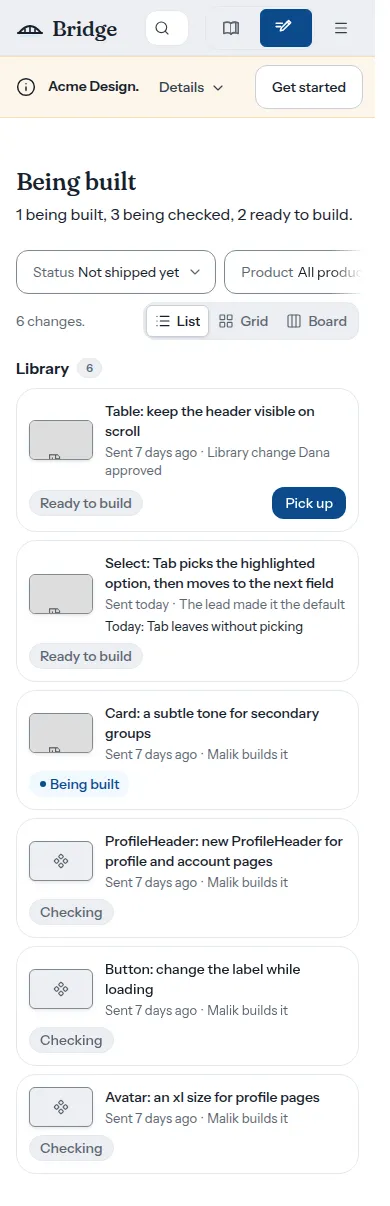 Bridge
Acme Design.
Details
Get started
Being built
1 being built, 3 being checked, 2 ready to build.
Status Not shipped yet
Product All produc
6 changes.
List
Grid
Board
Library 6
Table: keep the header visible on
scroll
Sent 7 days ago · Library change Dana
approved
Ready to build
Pick up
Select: Tab picks the highlighted
option, then moves to the next field
Sent today · The lead made it the default
Today: Tab leaves without picking
Ready to build
Card: a subtle tone for secondary
groups
Sent 7 days ago · Malik builds it
Being built
ProfileHeader: new ProfileHeader for
profile and account pages
Sent 7 days ago · Malik builds it
Checking
Button: change the label while
loading
Sent 7 days ago · Malik builds it
Checking
Avatar: an xl size for profile pages
Sent 7 days ago · Malik builds it
Checking